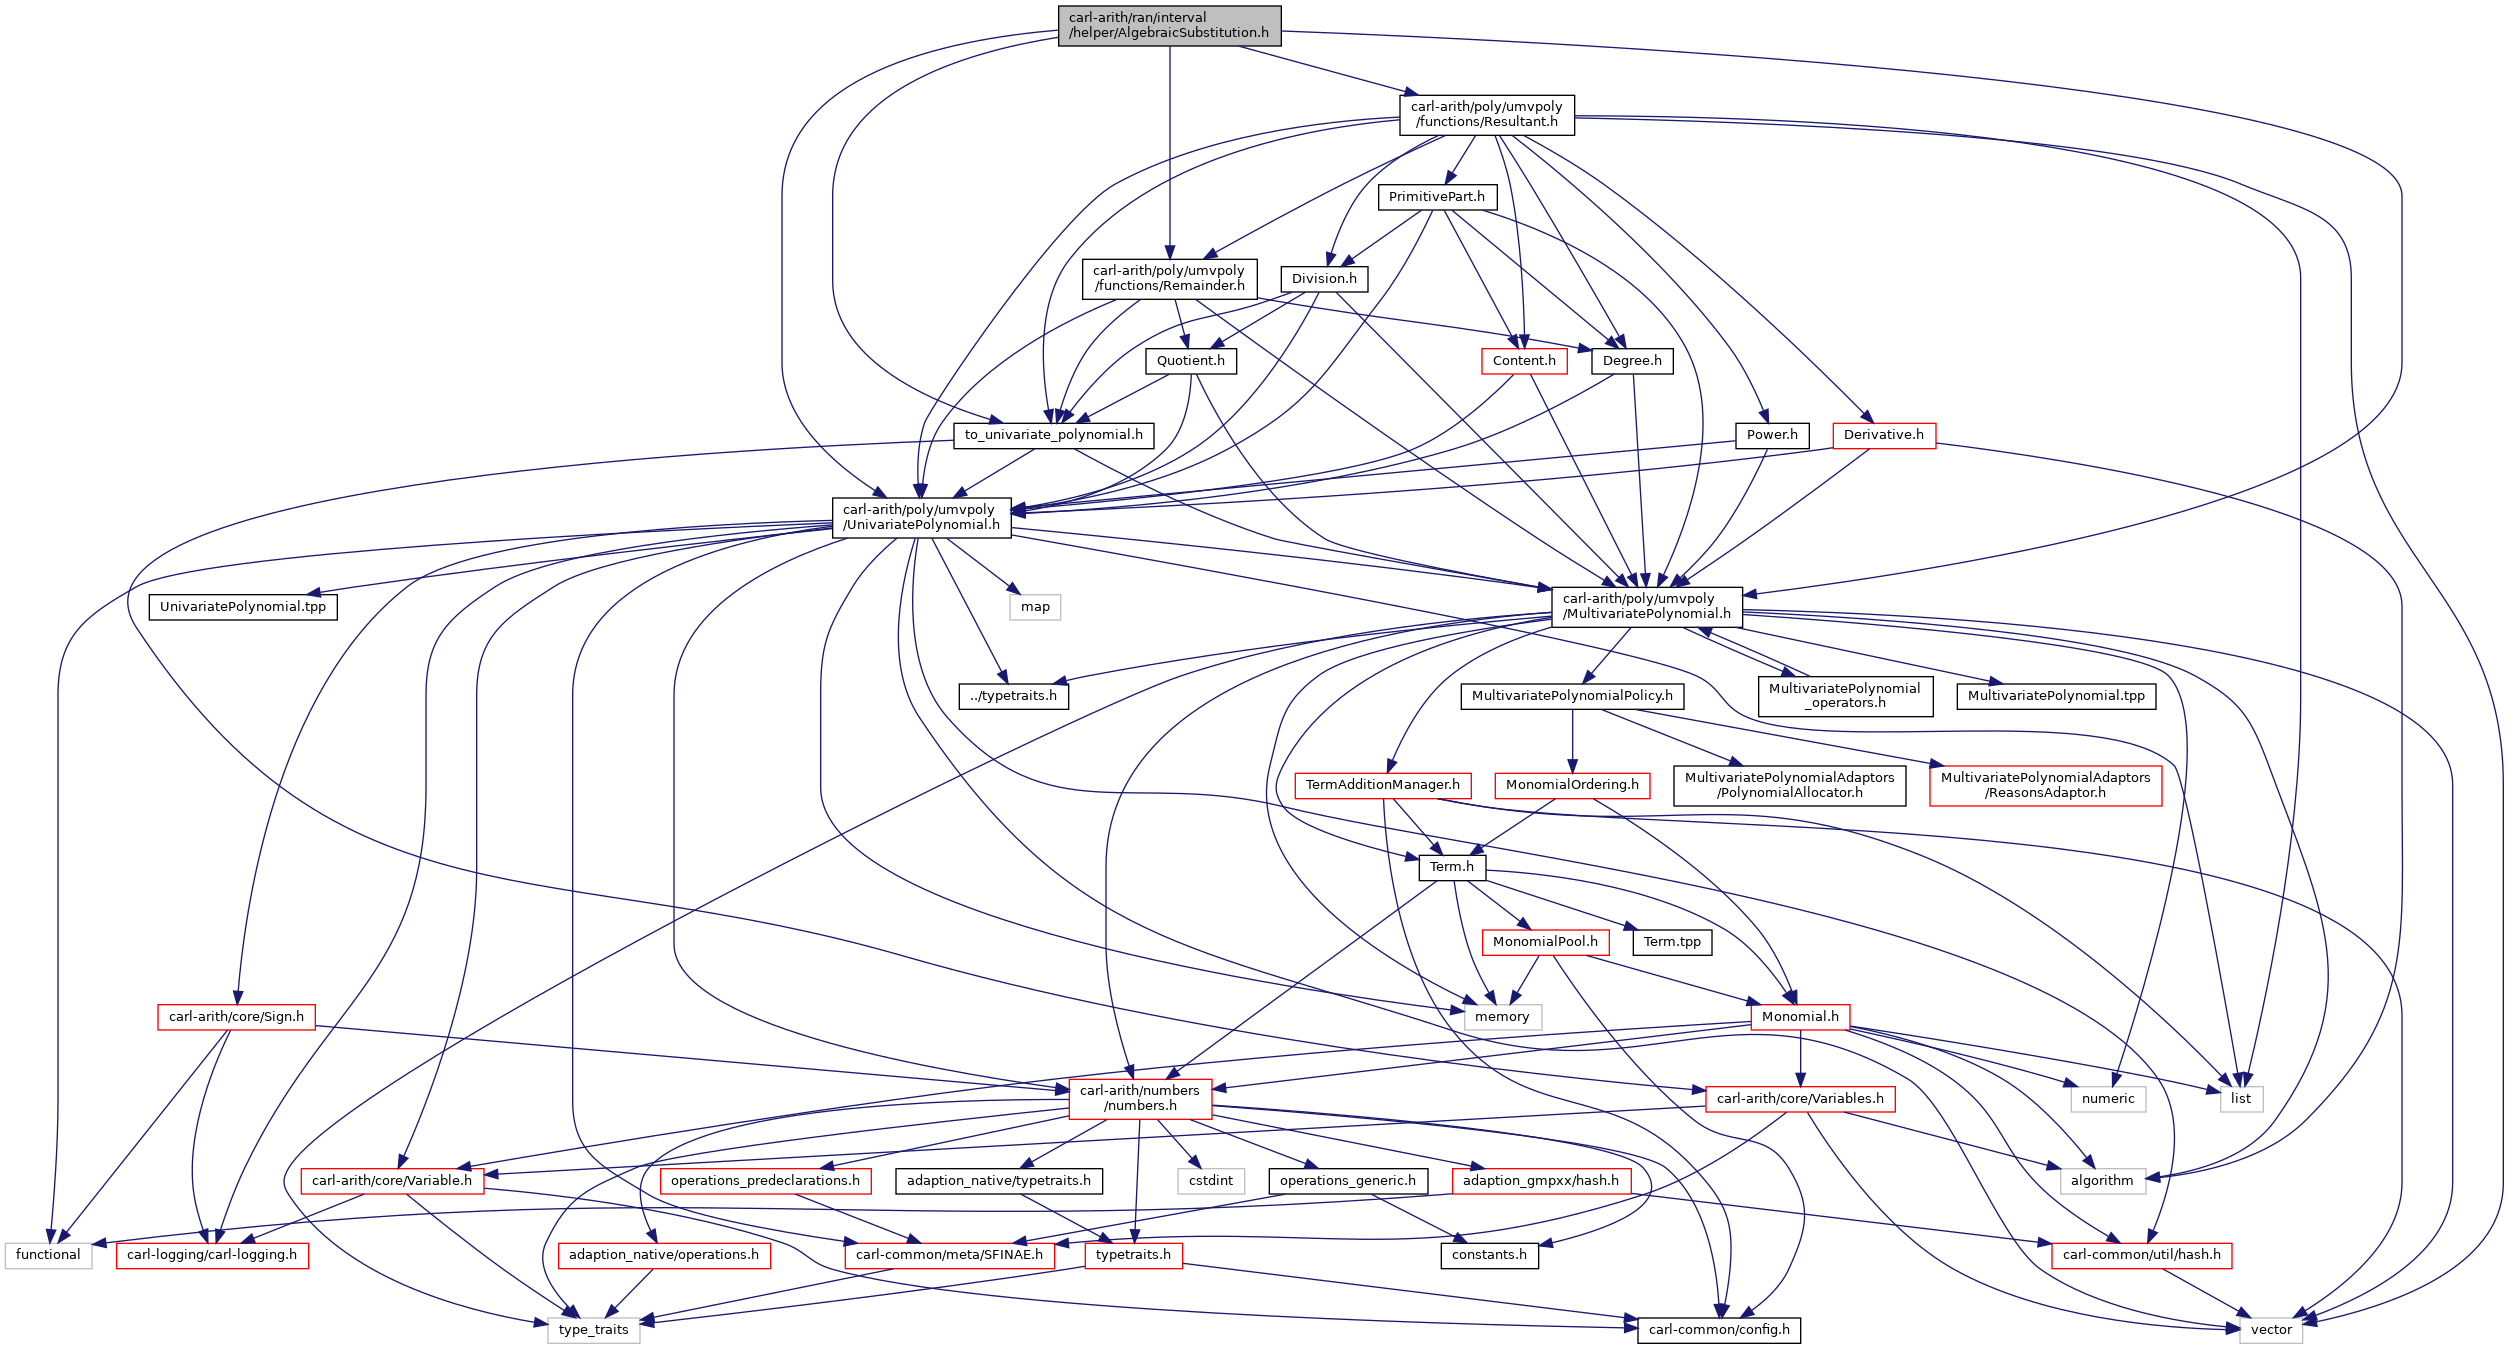 carl-arith/ran/interval
/helper/AlgebraicSubstitution.h
carl-arith/poly/umvpoly
/functions/Resultant.h
PrimitivePart.h
carl-arith/poly/umvpoly
/functions/Remainder.h
Division.h
Quotient.h
Content.h
Degree.h
to_univariate_polynomial.h
Power.h
Derivative.h
carl-arith/poly/umvpoly
/UnivariatePolynomial.h
UnivariatePolynomial.tpp
map
carl-arith/poly/umvpoly
/MultivariatePolynomial.h
../typetraits.h
MultivariatePolynomialPolicy.h
MultivariatePolynomial
_operators.h
MultivariatePolynomial.tpp
TermAdditionManager.h
MonomialOrdering.h
MultivariatePolynomialAdaptors
/PolynomialAllocator.h
MultivariatePolynomialAdaptors
/ReasonsAdaptor.h
Term.h
MonomialPool.h
Term.tpp
carl-arith/core/Sign.h
memory
Monomial.h
carl-arith/numbers
/numbers.h
carl-arith/core/Variables.h
numeric
list
carl-arith/core/Variable.h
operations_predeclarations.h
adaption_native/typetraits.h
cstdint
operations_generic.h
adaption_gmpxx/hash.h
algorithm
functional
carl-logging/carl-logging.h
adaption_native/operations.h
carl-common/meta/SFINAE.h
typetraits.h
constants.h
carl-common/util/hash.h
type_traits
carl-common/config.h
vector